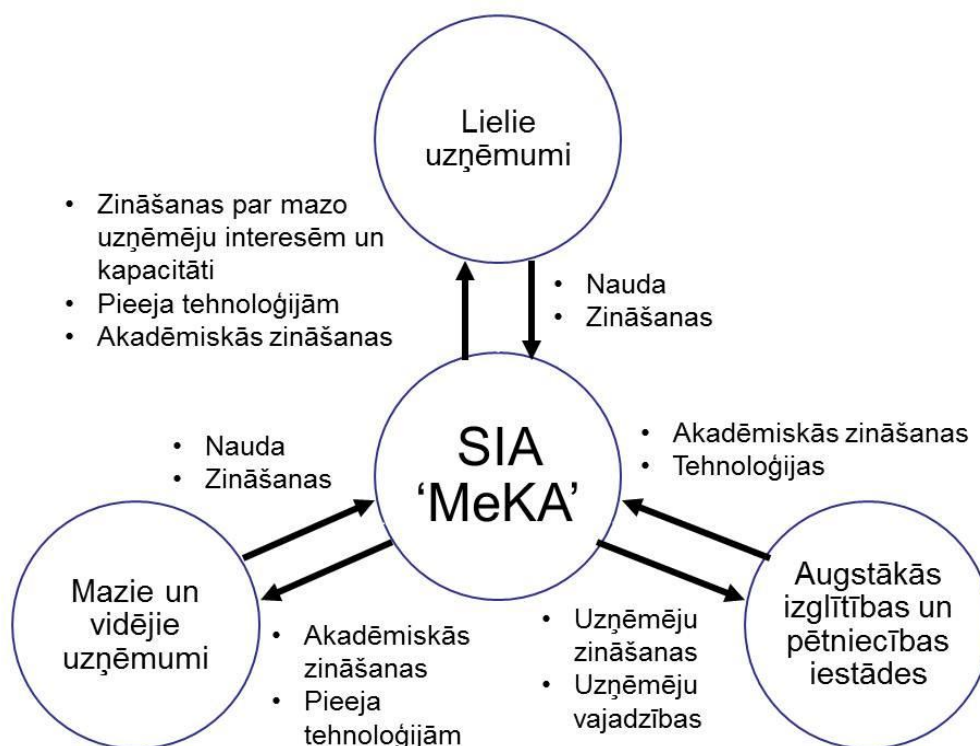 Lielie
uzņēmumi
• Zināšanas par mazo
uzņēmēju interesēm un
kapacitāti
• Pieeja tehnoloģijām
• Akadēmiskās zināšanas
• Nauda
• Zināšanas
SIA
‘MeKA’
• Nauda
• Zināšanas
• Akadēmiskās zināšanas
• Tehnoloģijas
Mazie un
vidējie
uzņēmumi
• Akadēmiskās
zināšanas
• Pieeja
tehnoloģijām
• Uzņēmēju
zināšanas
• Uzņēmēju
vajadzības
Augstākās
izglītības un
pētniecības
iestādes